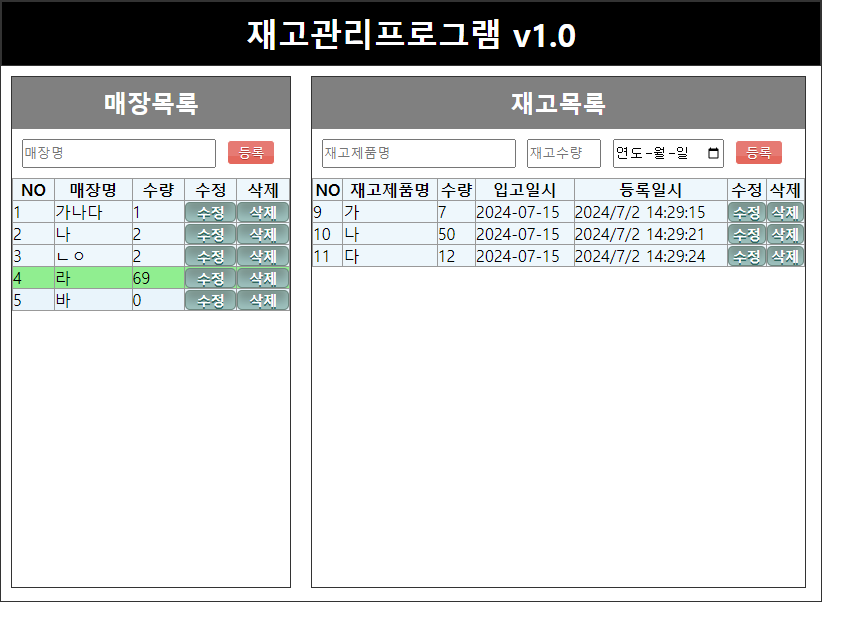 재고관리프로그램 v1.0
매장목록
매장명 등록
NO 매장명 수량 수정 삭제
1 가나다 1 수정 삭제
2 나 2 수정 삭제
3 ㄴㅇ 2 수정 삭제
4 라 69 수정 삭제
5 바 0 수정 삭제
재고목록
재고제품명 재고수량 연도-월-일 등록
NO 재고제품명 수량 입고일시 등록일시 수정 삭제
9 가 7 2024-07-15 2024/7/2 14:29:15 수정 삭제
10 나 50 2024-07-15 2024/7/2 14:29:21 수정 삭제
11 다 12 2024-07-15 2024/7/2 14:29:24 수정 삭제